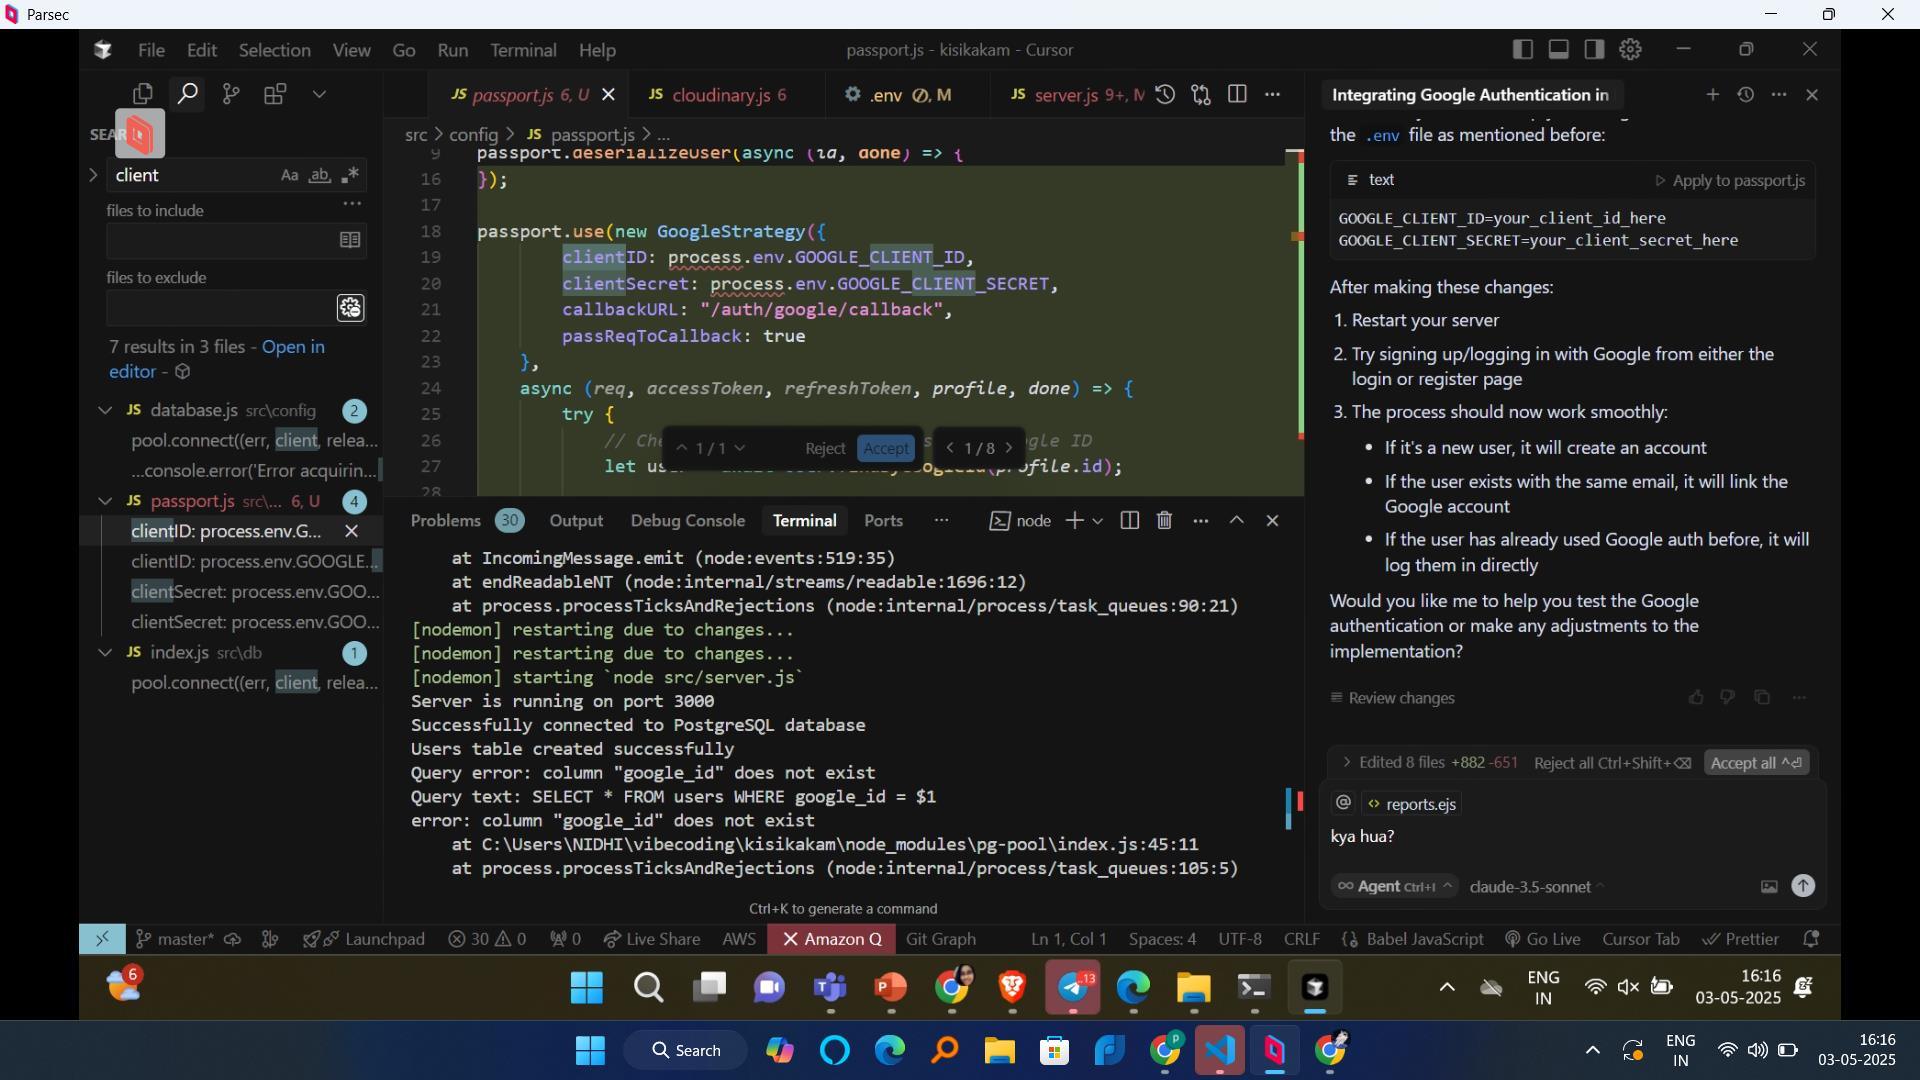 Parsec
File Edit Selection View Go Run Terminal Help
passport.js - kisikakam - Cursor
JS passport.js 6, U
JS cloudinary.js 6
.env M
JS server.js 9+, M
src > config > JS passport.js > ...
SEAR
client
Aa ab
files to include
files to exclude
7 results in 3 files - Open in
editor -
JS database.js src\config 2
pool.connect((err, client, relea...
...console.error('Error acquirin...
JS passport.js src\... 6, U 4
clientID: process.env.G...
clientID: process.env.GOOGLE...
clientSecret: process.env.GOO...
clientSecret: process.env.GOO...
JS index.js src\db 1
pool.connect((err, client, relea...
9 passport.deserializeUser(async (id, done) => {
16 });
17
18 passport.use(new GoogleStrategy({
19 clientID: process.env.GOOGLE_CLIENT_ID,
20 clientSecret: process.env.GOOGLE_CLIENT_SECRET,
21 callbackURL: "/auth/google/callback",
22 passReqToCallback: true
23 },
24 async (req, accessToken, refreshToken, profile, done) => {
25 try {
26 // Che gle ID
27 let us (profile.id);
28
1 / 1 Reject Accept
1 / 8
Problems 30 Output Debug Console Terminal Ports ... node
at IncomingMessage.emit (node:events:519:35)
at endReadableNT (node:internal/streams/readable:1696:12)
at process.processTicksAndRejections (node:internal/process/task_queues:90:21)
[nodemon] restarting due to changes...
[nodemon] restarting due to changes...
[nodemon] starting `node src/server.js`
Server is running on port 3000
Successfully connected to PostgreSQL database
Users table created successfully
Query error: column "google_id" does not exist
Query text: SELECT * FROM users WHERE google_id = $1
error: column "google_id" does not exist
at C:\Users\NIDHI\vibecoding\kisikakam\node_modules\pg-pool\index.js:45:11
at process.processTicksAndRejections (node:internal/process/task_queues:105:5)
Ctrl+K to generate a command
Integrating Google Authentication in
the .env file as mentioned before:
text Apply to passport.js
GOOGLE_CLIENT_ID=your_client_id_here
GOOGLE_CLIENT_SECRET=your_client_secret_here
After making these changes:
1. Restart your server
2. Try signing up/logging in with Google from either the
login or register page
3. The process should now work smoothly:
• If it's a new user, it will create an account
• If the user exists with the same email, it will link the
Google account
• If the user has already used Google auth before, it will
log them in directly
Would you like me to help you test the Google
authentication or make any adjustments to the
implementation?
Review changes
Edited 8 files +882 -651 Reject all Ctrl+Shift+⌫ Accept all ^⏎
@ <> reports.ejs
kya hua?
∞ Agent Ctrl+I claude-3.5-sonnet
master* Launchpad 30 0 0 Live Share AWS Amazon Q Git Graph Ln 1, Col 1 Spaces: 4 UTF-8 CRLF Babel JavaScript Go Live Cursor Tab Prettier
6
13
ENG
IN
16:16
03-05-2025
Search
P
ENG
IN
16:16
03-05-2025